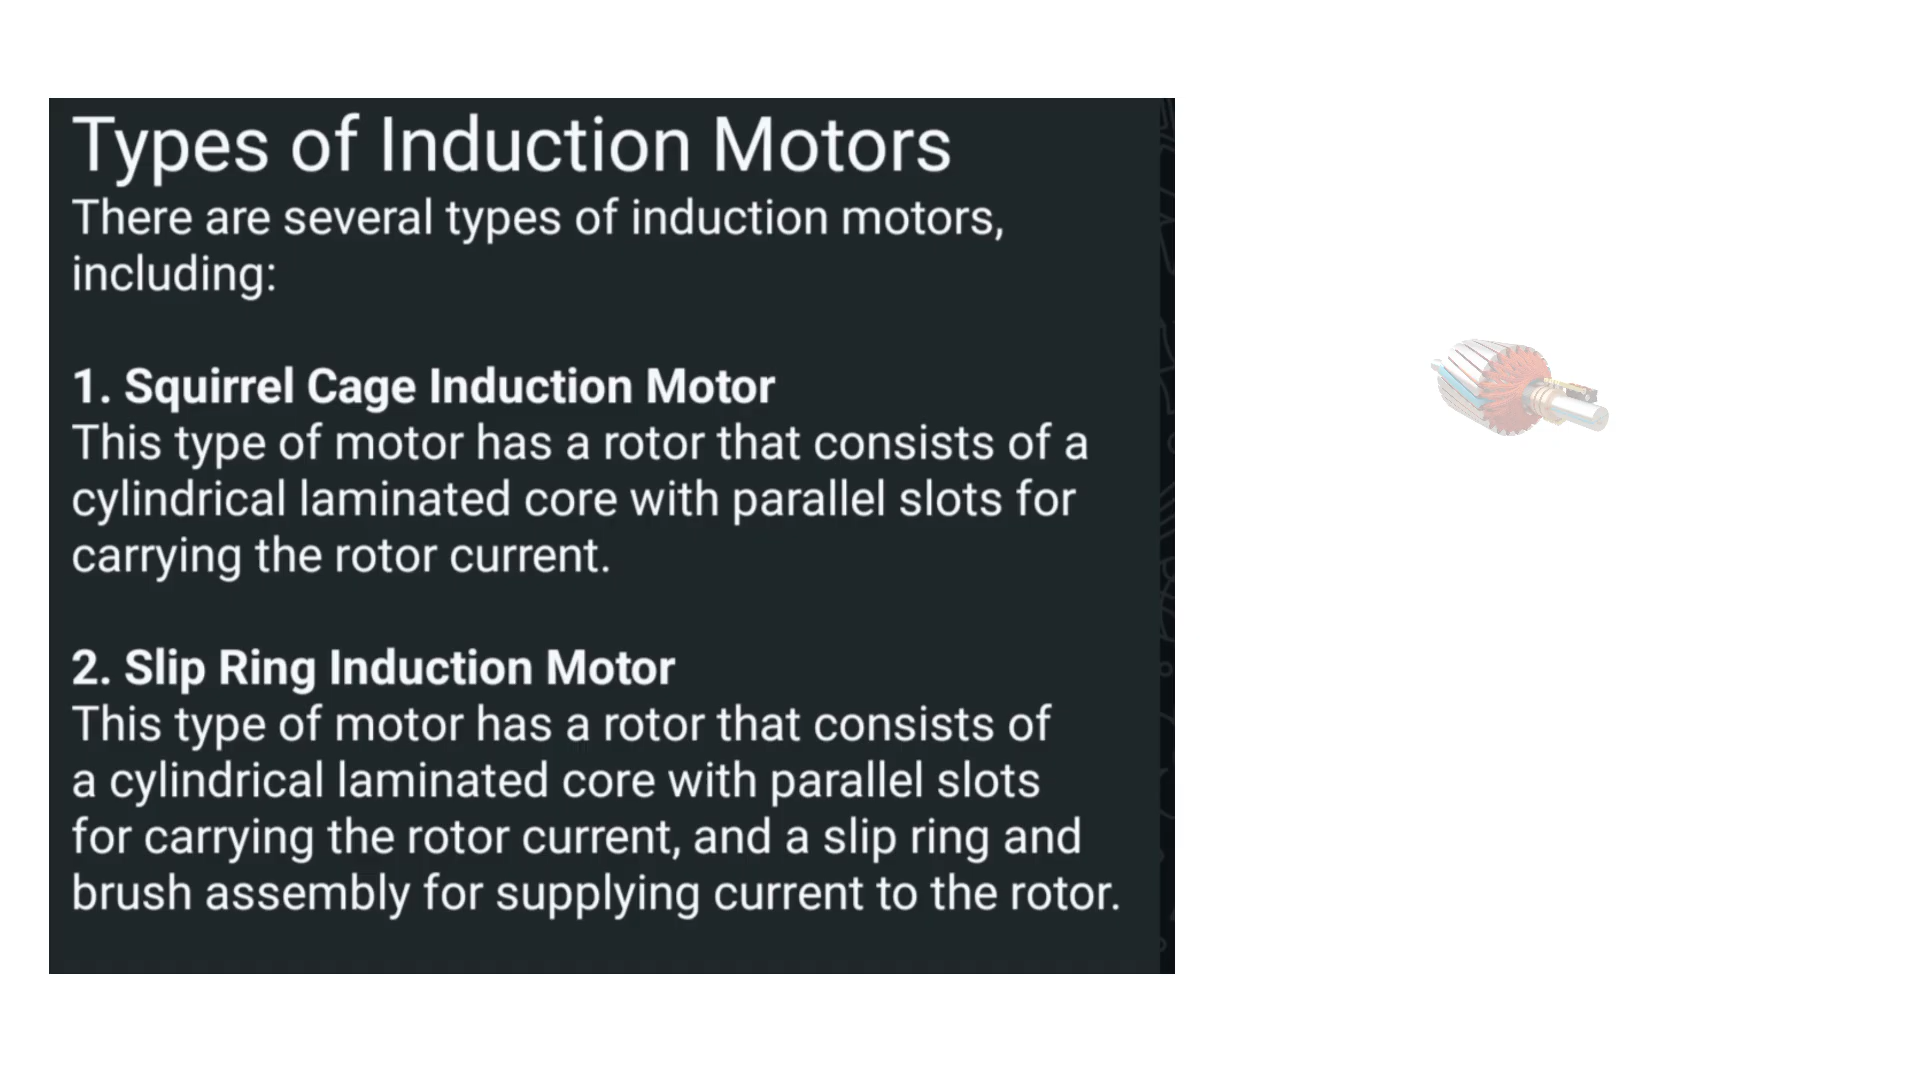 Types of Induction Motors
There are several types of induction motors,
including:
1. Squirrel Cage Induction Motor
This type of motor has a rotor that consists of a
cylindrical laminated core with parallel slots for
carrying the rotor current.
2. Slip Ring Induction Motor
This type of motor has a rotor that consists of
a cylindrical laminated core with parallel slots
for carrying the rotor current, and a slip ring and
brush assembly for supplying current to the rotor.